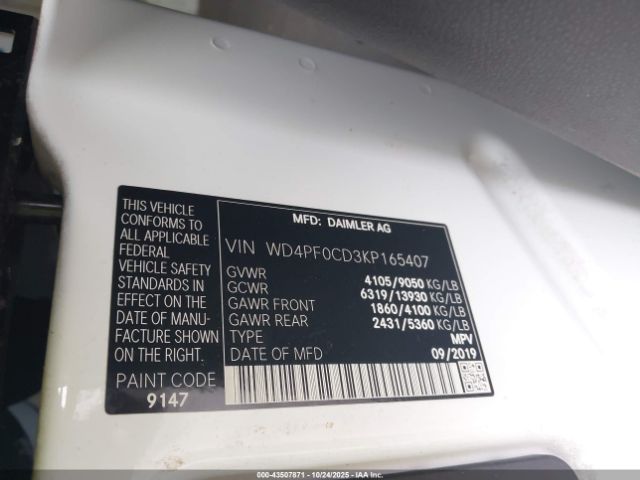 THIS VEHICLE
CONFORMS TO
ALL APPLICABLE
FEDERAL
VEHICLE SAFETY
STANDARDS IN
EFFECT ON THE
DATE OF MANU-
FACTURE SHOWN
ON THE RIGHT.
PAINT CODE
9147
MFD: DAIMLER AG
VIN WD4PF0CD3KP165407
GVWR 4105/9050 KG/LB
GCWR 6319/13930 KG/LB
GAWR FRONT 1860/4100 KG/LB
GAWR REAR 2431/5360 KG/LB
TYPE MPV
DATE OF MFD 09/2019
000-43507871 - 10/24/2025 - IAAI